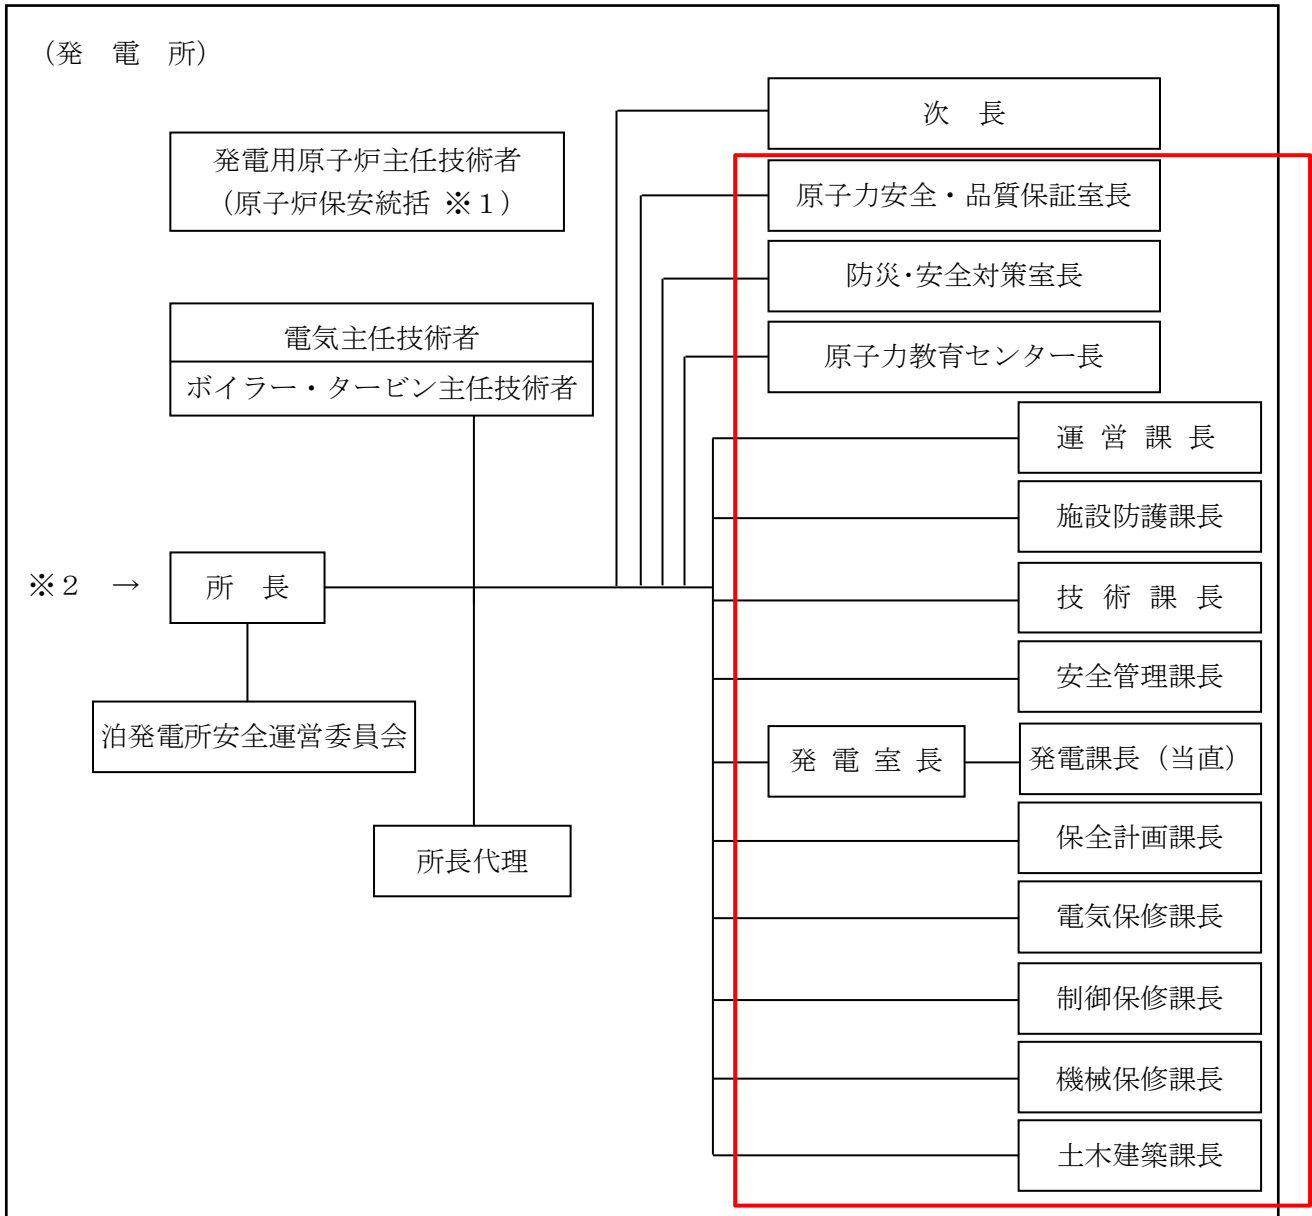 （発　電　所）
次　長
発電用原子炉主任技術者
（原子炉保安統括 ※１）
原子力安全・品質保証室長
防災・安全対策室長
電気主任技術者
ボイラー・タービン主任技術者
原子力教育センター長
運 営 課 長
施設防護課長
※２　→　所　長
技 術 課 長
安全管理課長
泊発電所安全運営委員会
発 電 室 長
発電課長（当直）
所長代理
保全計画課長
電気保修課長
制御保修課長
機械保修課長
土木建築課長